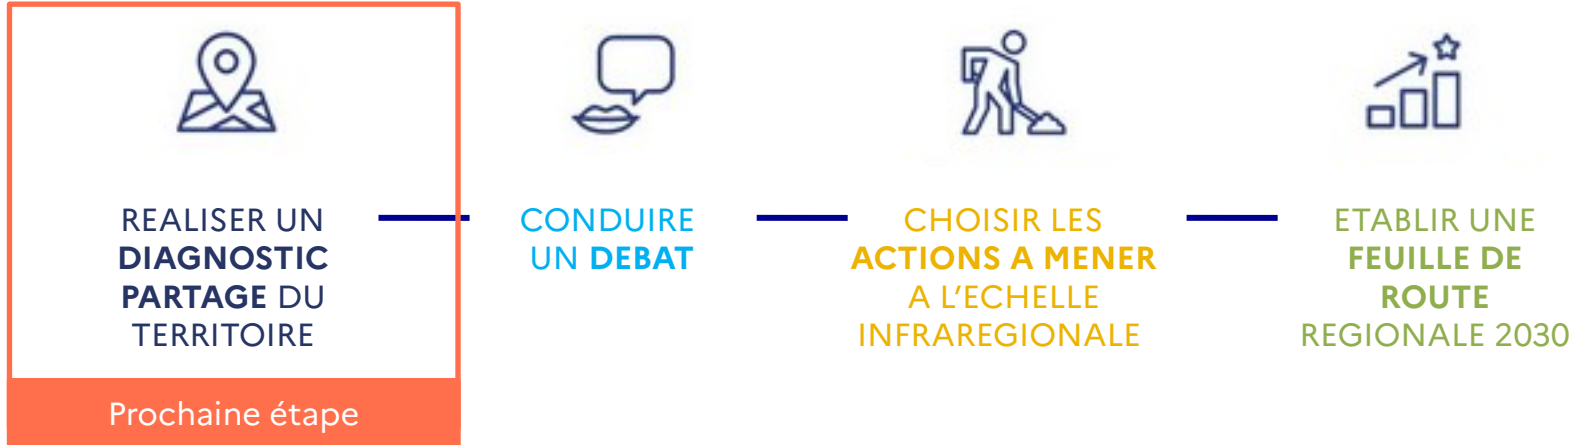 REALISER UN
DIAGNOSTIC
PARTAGE DU
TERRITOIRE
Prochaine étape
CONDUIRE
UN DEBAT
CHOISIR LES
ACTIONS A MENER
A L’ECHELLE
INFRAREGIONALE
ETABLIR UNE
FEUILLE DE
ROUTE
REGIONALE 2030